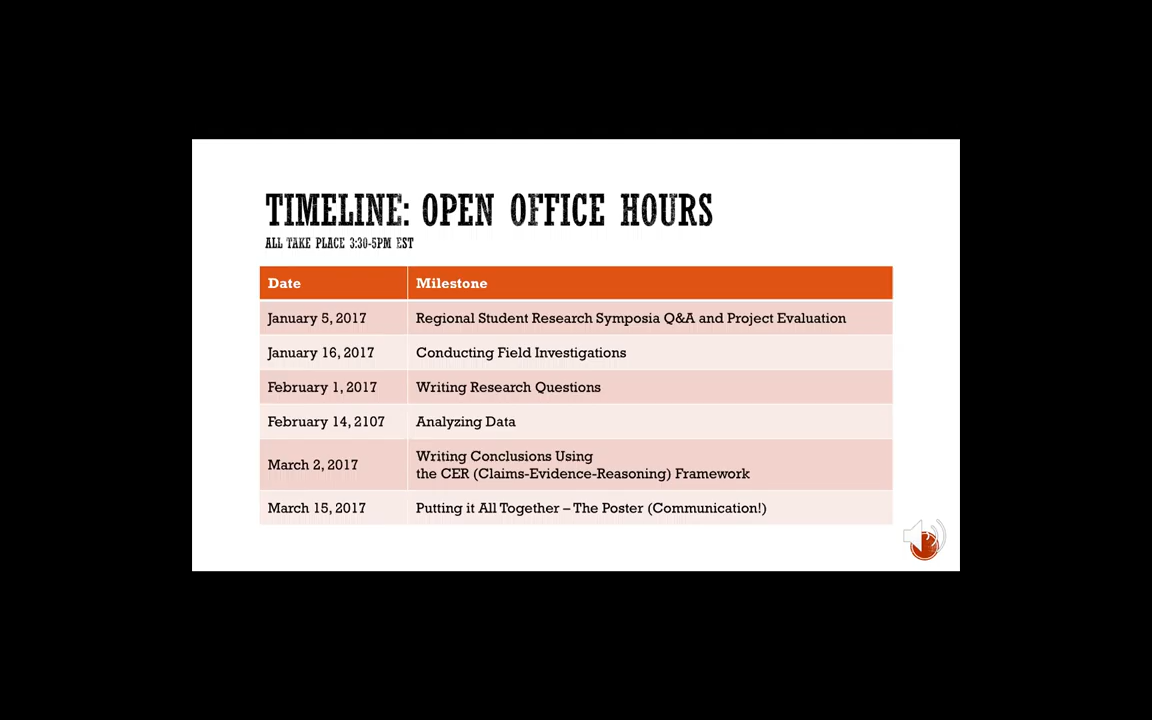 TIMELINE: OPEN OFFICE HOURS
ALL TAKE PLACE 3:30-5PM EST
Date Milestone
January 5, 2017 Regional Student Research Symposia Q&A and Project Evaluation
January 16, 2017 Conducting Field Investigations
February 1, 2017 Writing Research Questions
February 14, 2107 Analyzing Data
March 2, 2017 Writing Conclusions Using
the CER (Claims-Evidence-Reasoning) Framework
March 15, 2017 Putting it All Together – The Poster (Communication!)